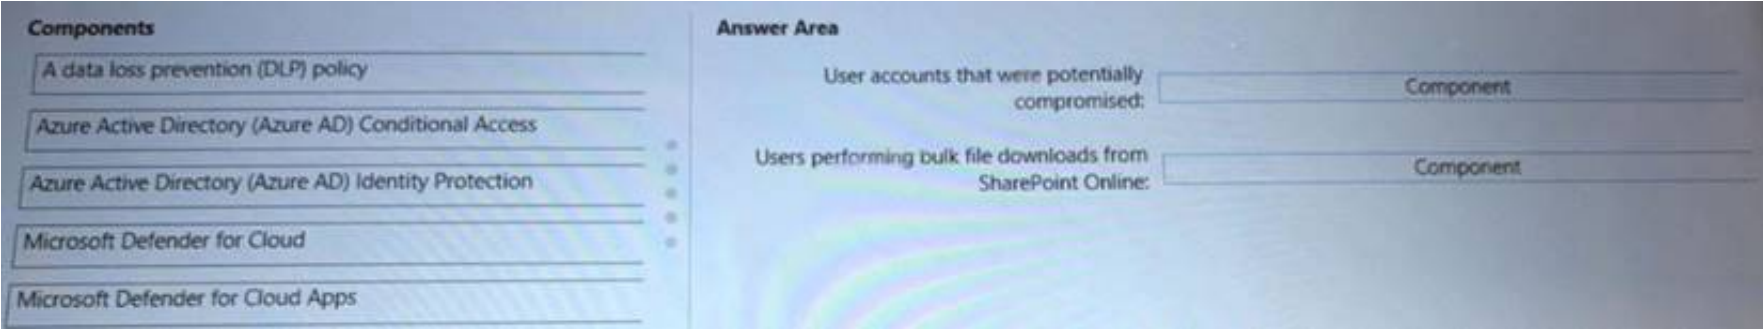 Components
A data loss prevention (DLP) policy
Azure Active Directory (Azure AD) Conditional Access
Azure Active Directory (Azure AD) Identity Protection
Microsoft Defender for Cloud
Microsoft Defender for Cloud Apps
Answer Area
User accounts that were potentially
compromised:
Component
Users performing bulk file downloads from
SharePoint Online:
Component